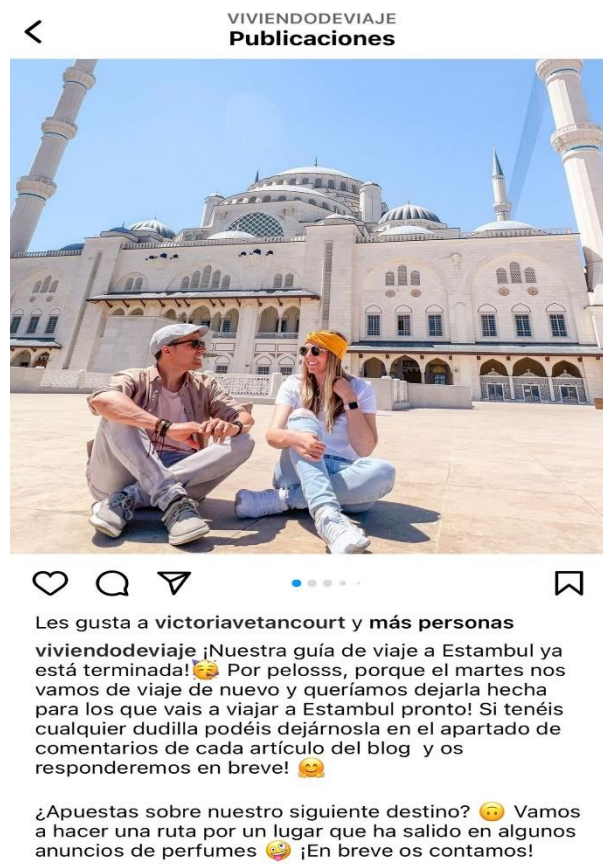 VIVIENDODEVIAJE
Publicaciones
Les gusta a victoriavetancourt y más personas
viviendodeviaje ¡Nuestra guía de viaje a Estambul ya
está terminada!🥳 Por pelosss, porque el martes nos
vamos de viaje de nuevo y queríamos dejarla hecha
para los que vais a viajar a Estambul pronto! Si tenéis
cualquier dudilla podéis dejárnosla en el apartado de
comentarios de cada artículo del blog y os
responderemos en breve! 🤗
¿Apuestas sobre nuestro siguiente destino? 🙃 Vamos
a hacer una ruta por un lugar que ha salido en algunos
anuncios de perfumes 🤪 ¡En breve os contamos!